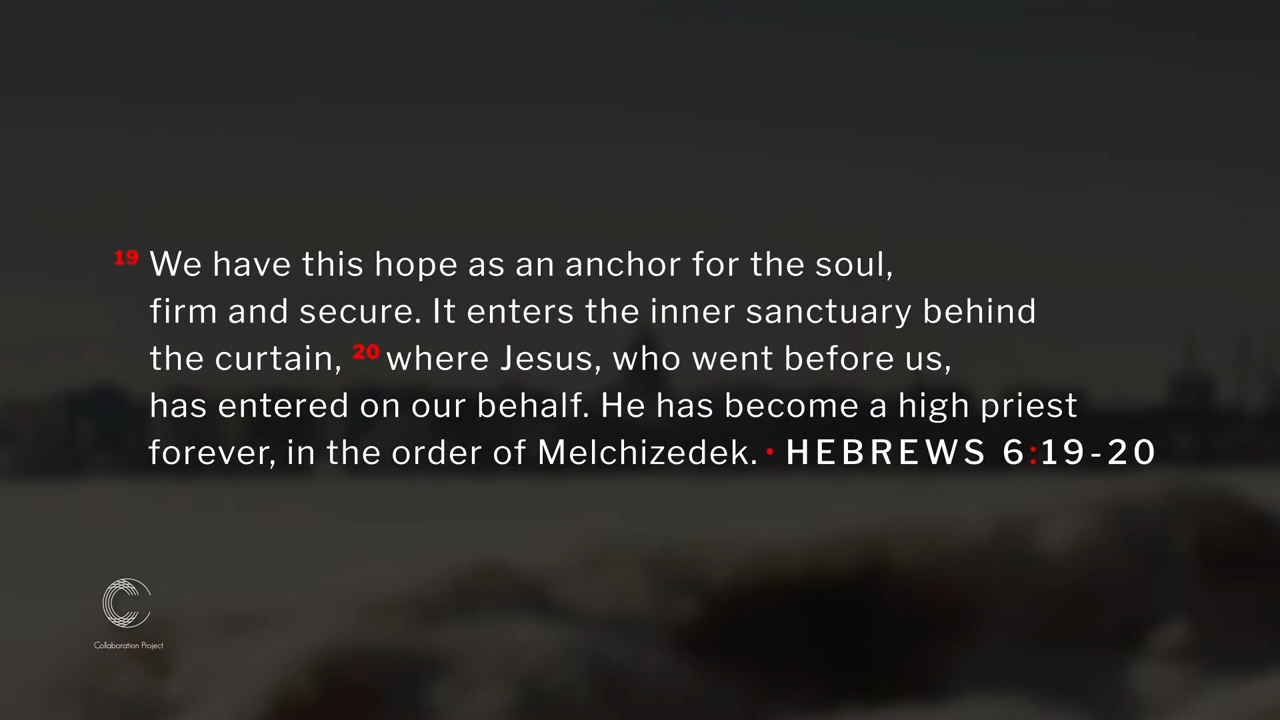 19 We have this hope as an anchor for the soul,
firm and secure. It enters the inner sanctuary behind
the curtain, 20 where Jesus, who went before us,
has entered on our behalf. He has become a high priest
forever, in the order of Melchizedek. • HEBREWS 6:19-20
Collaboration Project